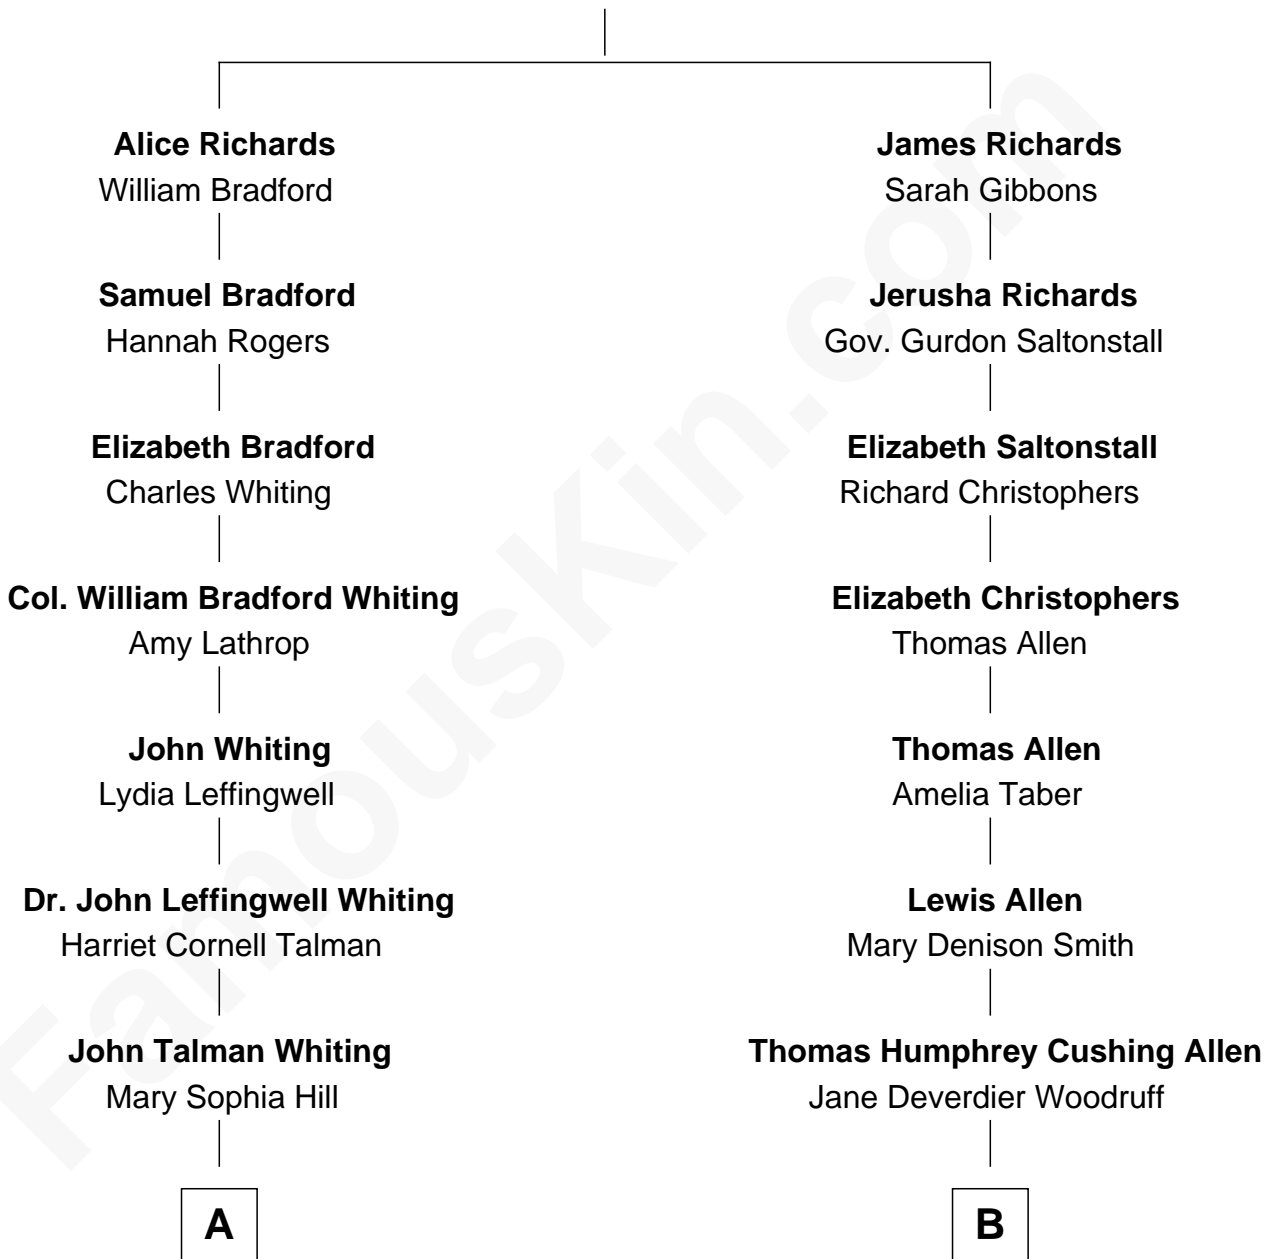 Alice Richards
William Bradford
Samuel Bradford
Hannah Rogers
Elizabeth Bradford
Charles Whiting
Col. William Bradford Whiting
Amy Lathrop
John Whiting
Lydia Leffingwell
Dr. John Leffingwell Whiting
Harriet Cornell Talman
John Talman Whiting
Mary Sophia Hill
A
James Richards
Sarah Gibbons
Jerusha Richards
Gov. Gurdon Saltonstall
Elizabeth Saltonstall
Richard Christophers
Elizabeth Christophers
Thomas Allen
Thomas Allen
Amelia Taber
Lewis Allen
Mary Denison Smith
Thomas Humphrey Cushing Allen
Jane Deverdier Woodruff
B
FamousKin.com